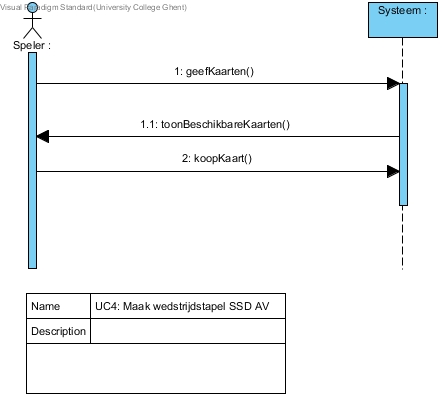 Visual Paradigm Standard(University College Ghent)
Systeem :
Speler :
1: geefKaarten()
1.1: toonBeschikbareKaarten()
2: koopKaart()
Name UC4: Maak wedstrijdstapel SSD AV
Description